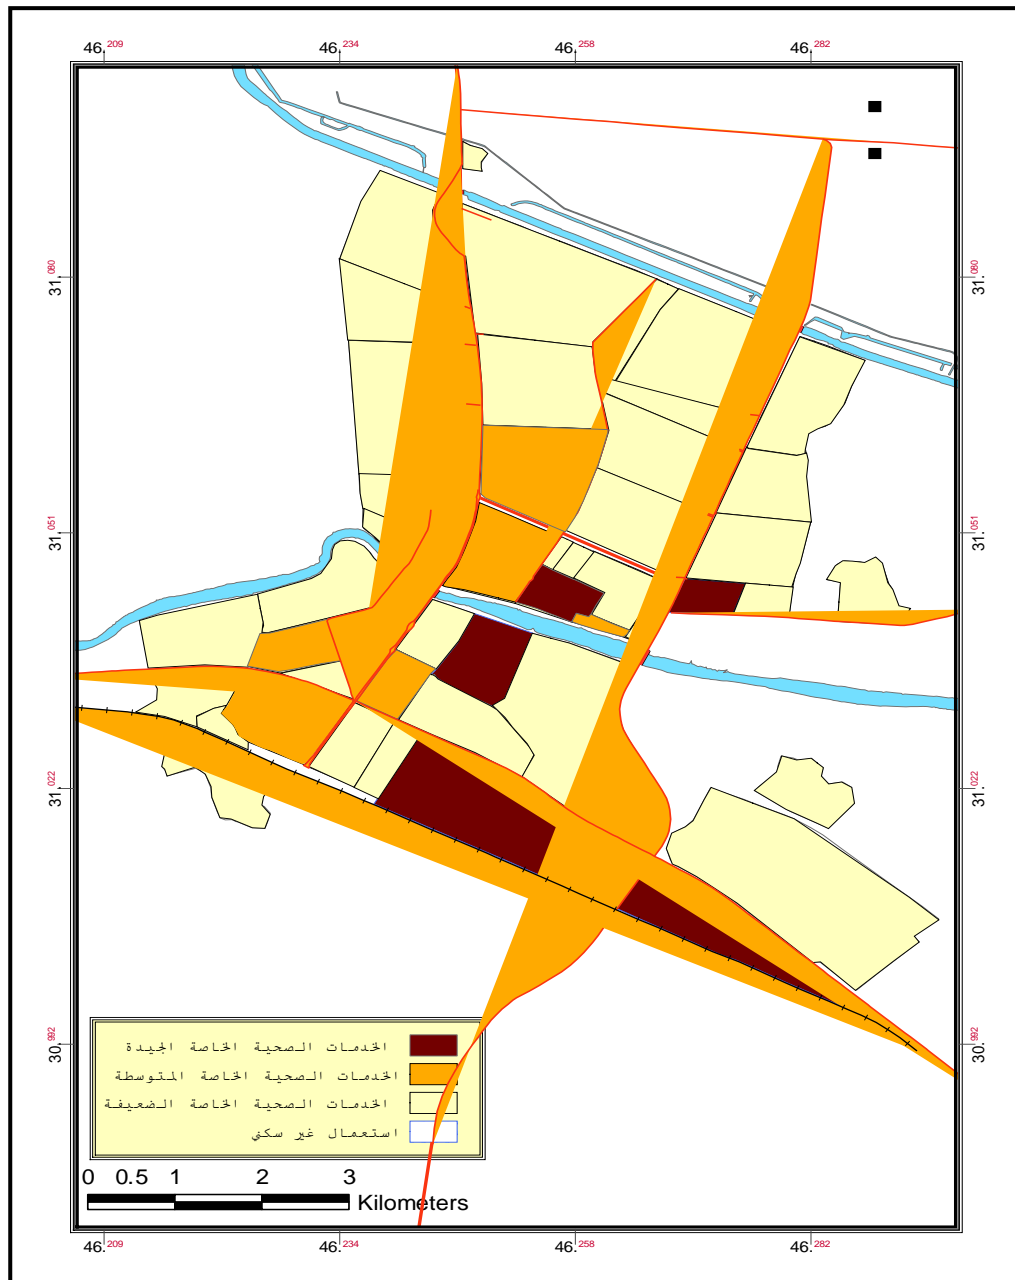 46. 209 46. 234 46. 258 46. 282
31. 080 31. 080
31. 051 31. 051
31. 022 31. 022
30. 992 30. 992
الخدمات الصحية الخاصة الجيدة
الخدمات الصحية الخاصة المتوسطة
الخدمات الصحية الخاصة الضعيفة
استعمال غير سكني
0 0.5 1 2 3
Kilometers
46. 209 46. 234 46. 258 46. 282